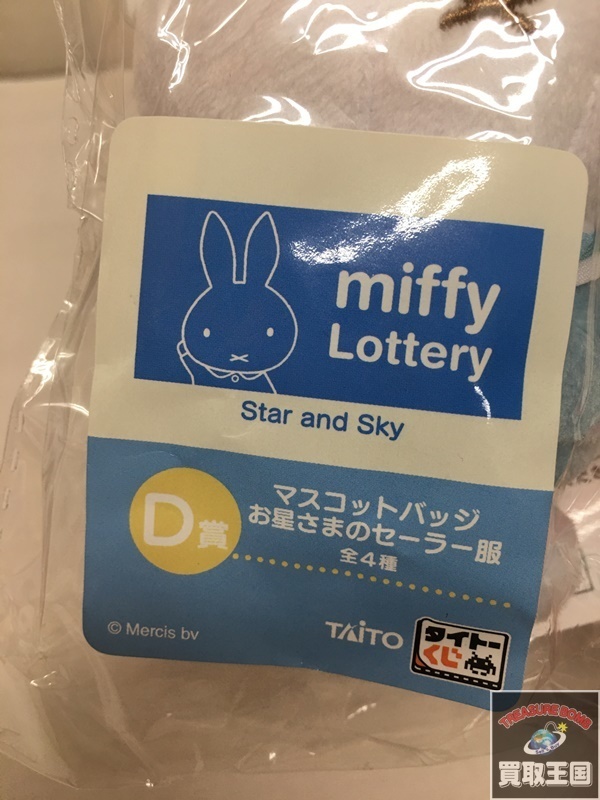 miffy
Lottery
Star and Sky
D賞
マスコットバッジ
お星さまのセーラー服
全4種
© Mercis bv
TAITO
タイトー
くじ
TREASURE BOMB
買取王国